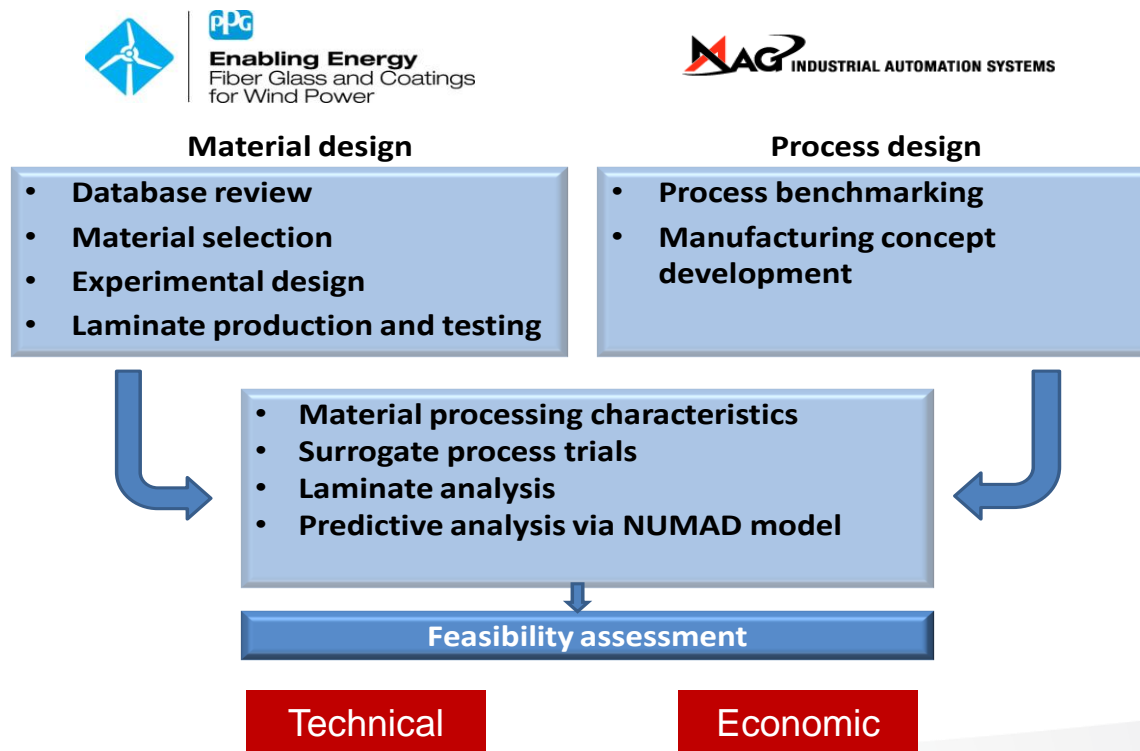 PPG
Enabling Energy
Fiber Glass and Coatings
for Wind Power
MAG INDUSTRIAL AUTOMATION SYSTEMS
Material design
• Database review
• Material selection
• Experimental design
• Laminate production and testing
Process design
• Process benchmarking
• Manufacturing concept
development
• Material processing characteristics
• Surrogate process trials
• Laminate analysis
• Predictive analysis via NUMAD model
Feasibility assessment
Technical
Economic